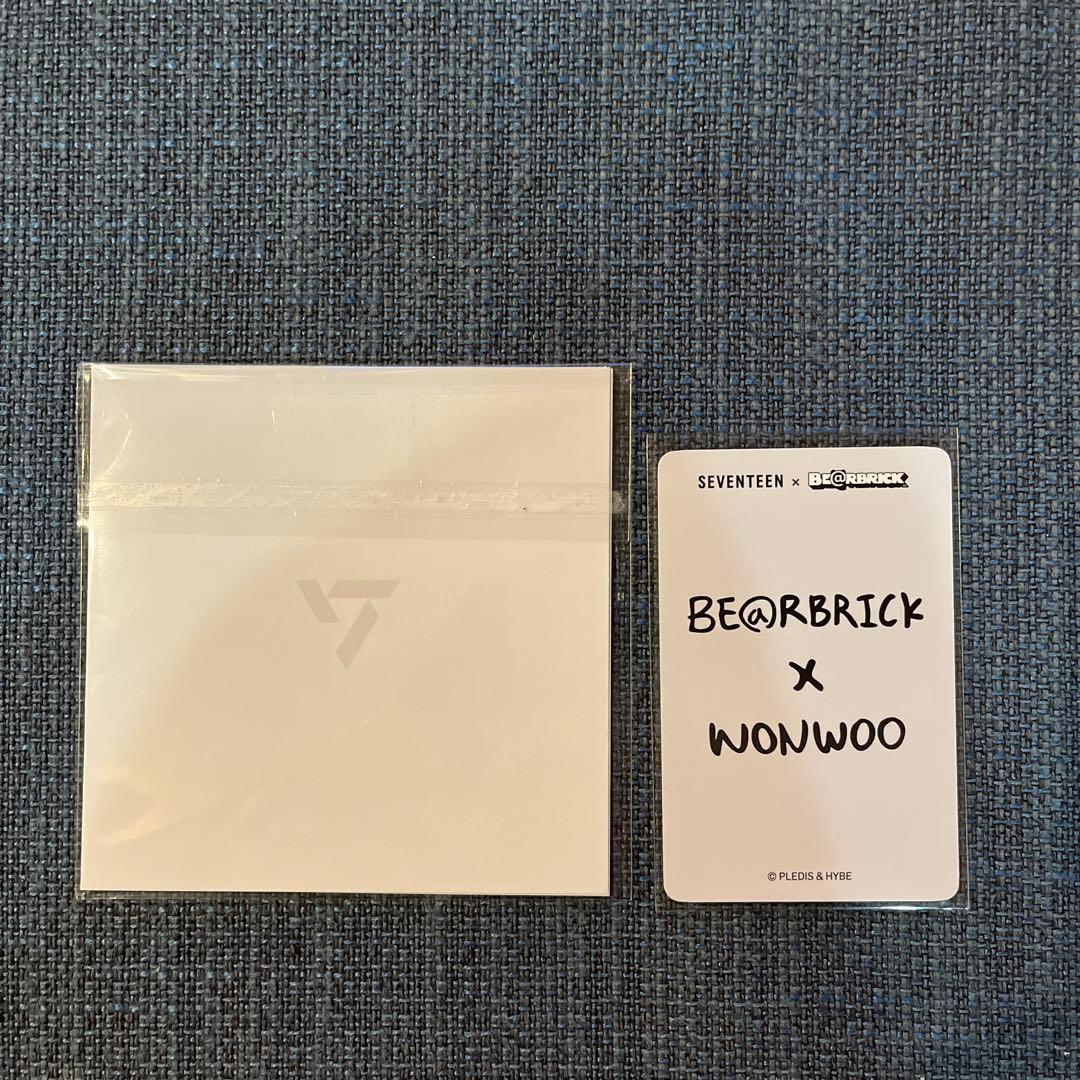 SEVENTEEN × BE@RBRICK
BE@RBRICK
X
WONWOO
© PLEDIS & HYBE